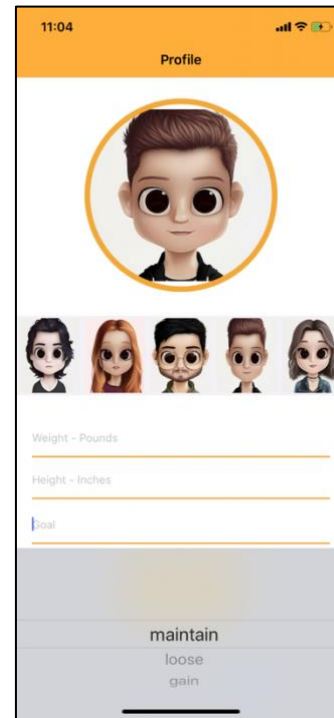 11:04
Profile
Weight - Pounds
Height - Inches
Goal
maintain
loose
gain